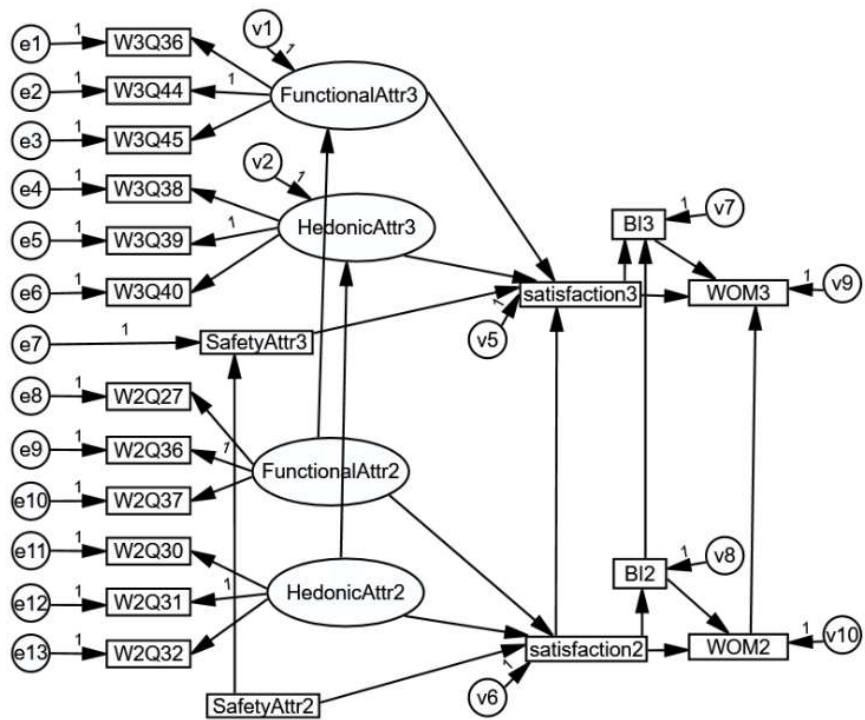 v1
e1 1 W3Q36 1
e2 1 W3Q44 1 FunctionalAttr3
e3 1 W3Q45
v2
e4 1 W3Q38 1
e5 1 W3Q39 1 HedonicAttr3
e6 1 W3Q40
BI3 1 v7
satisfaction3 WOM3 1 v9
1
v5
e7 1 SafetyAttr3
e8 1 W2Q27
e9 1 W2Q36 1 FunctionalAttr2
e10 1 W2Q37
e11 1 W2Q30
e12 1 W2Q31 1 HedonicAttr2
e13 1 W2Q32
BI2 1 v8
satisfaction2 WOM2 1 v10
1
v6
SafetyAttr2